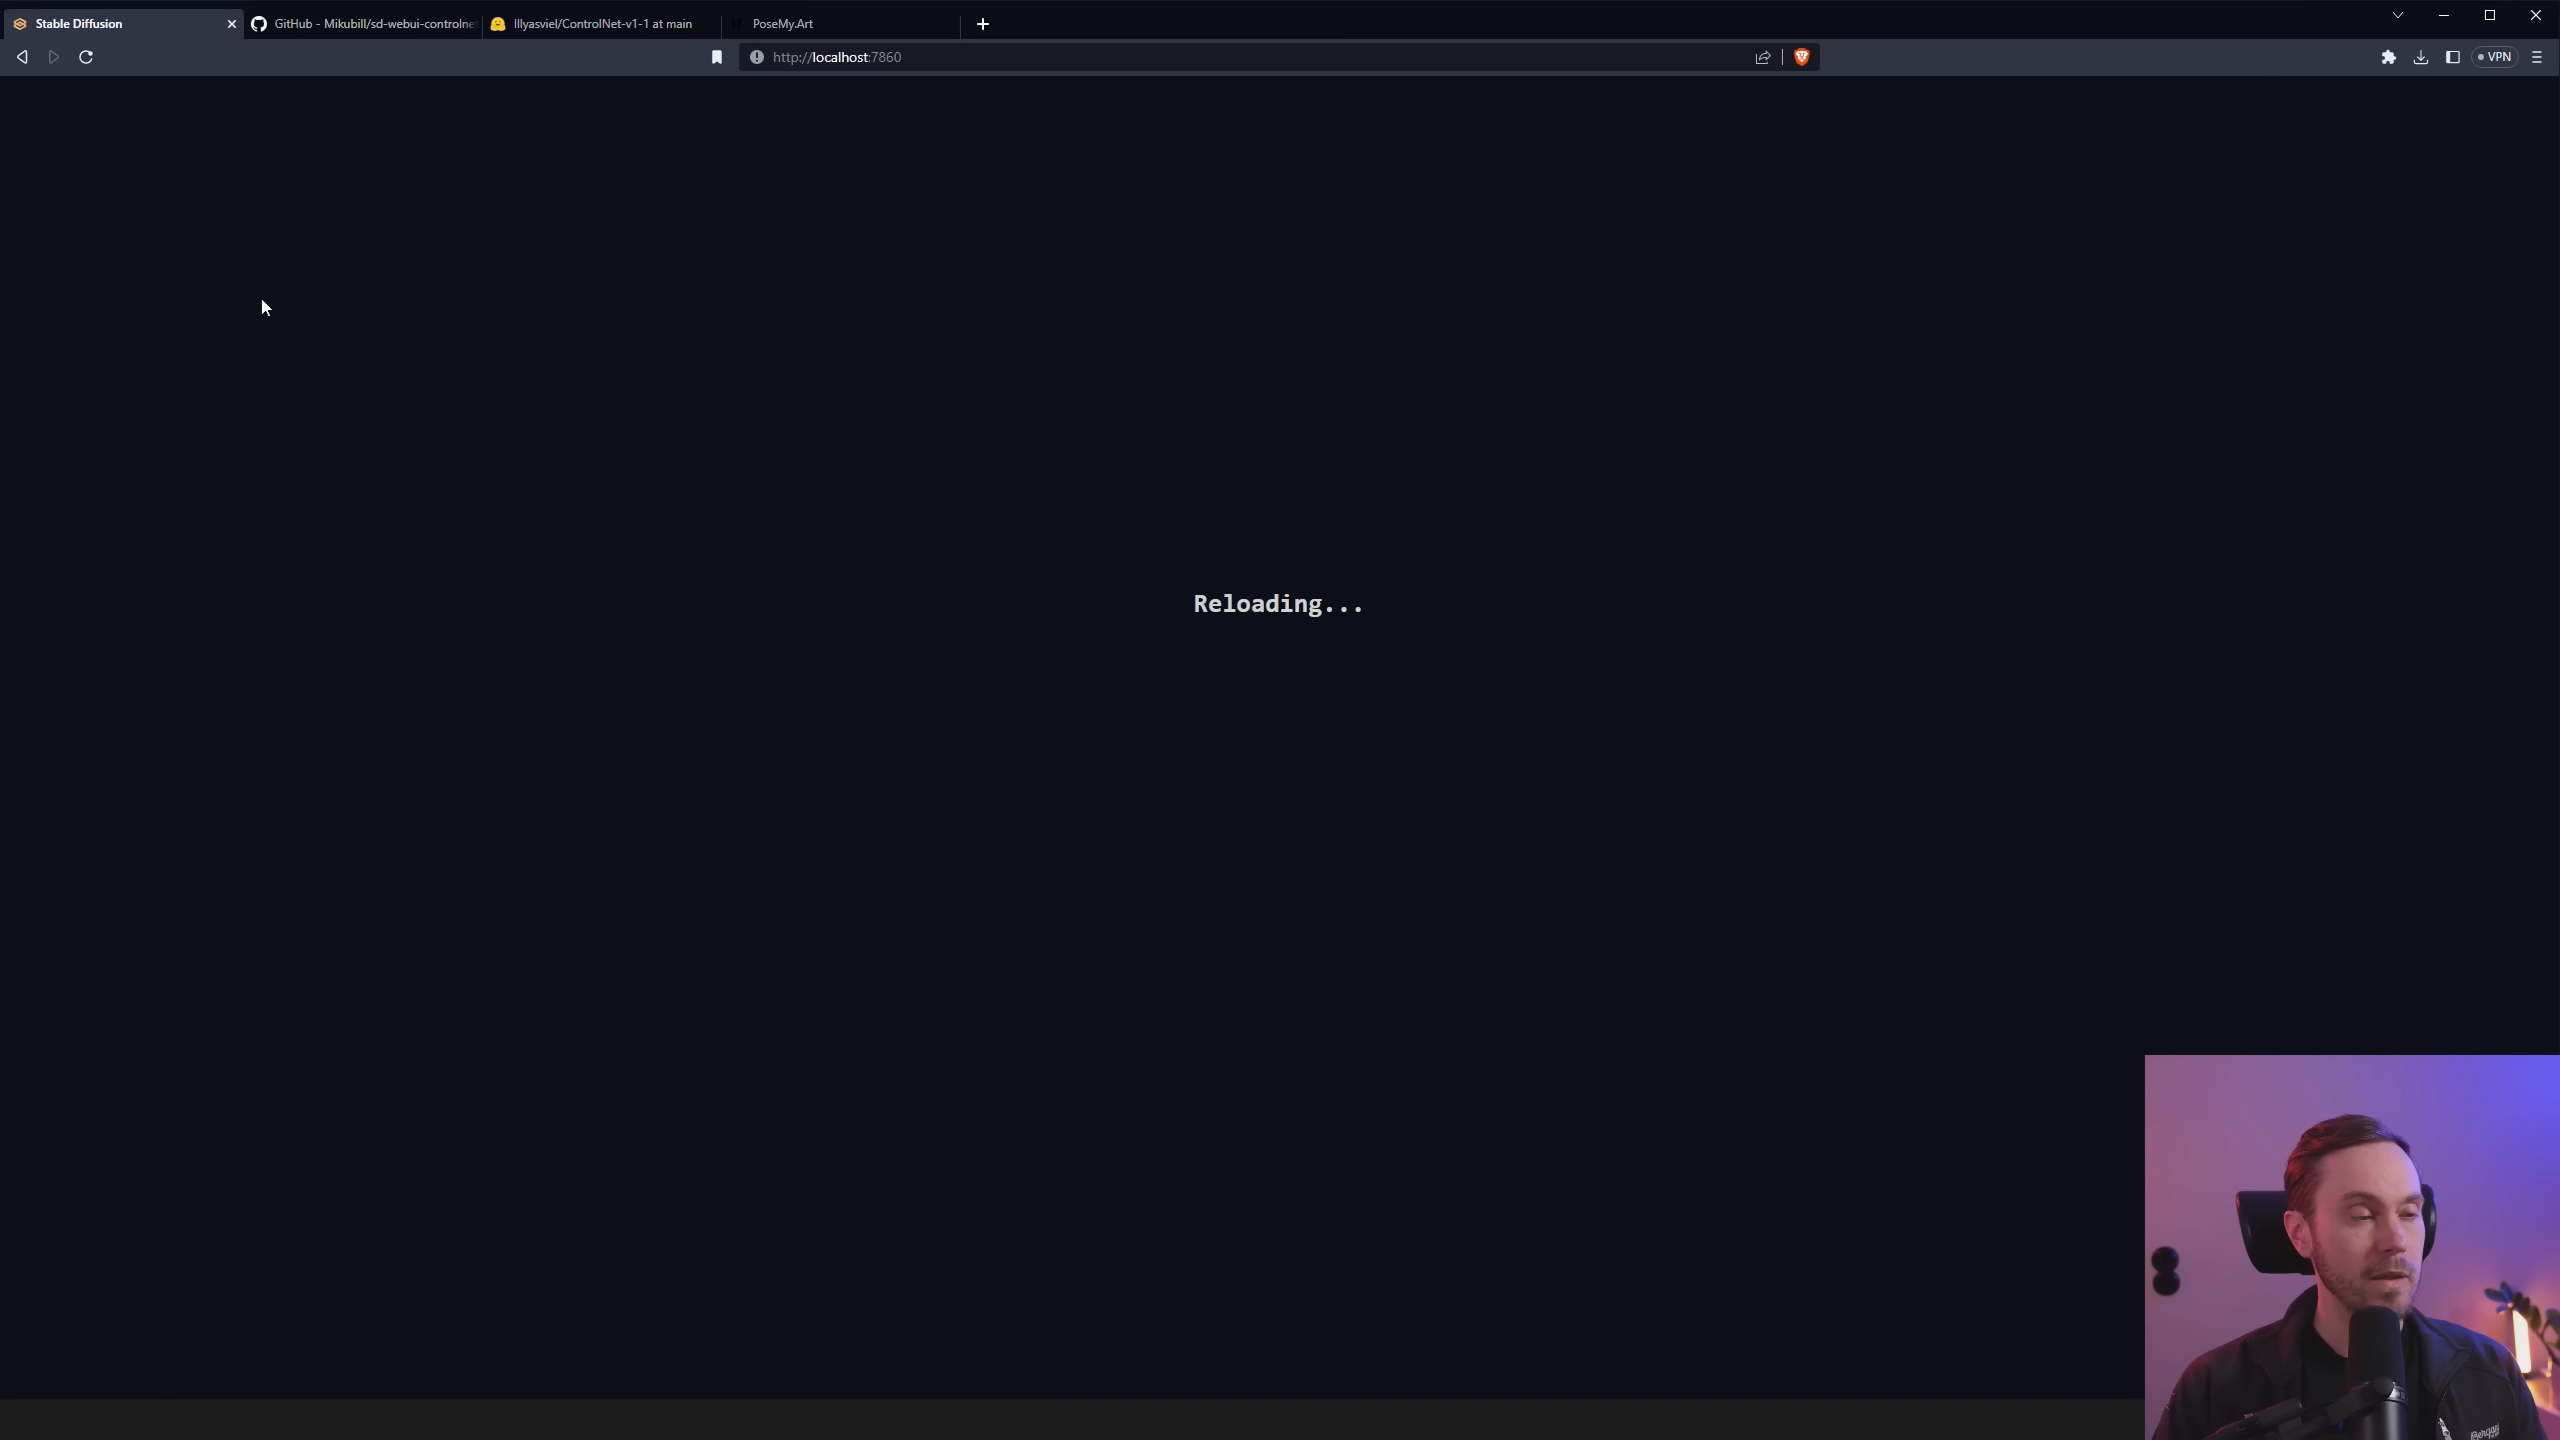 Stable Diffusion
GitHub - Mikubill/sd-webui-controlne
lllyasviel/ControlNet-v1-1 at main
PoseMy.Art
http://localhost:7860
VPN
Reloading...
Bergans